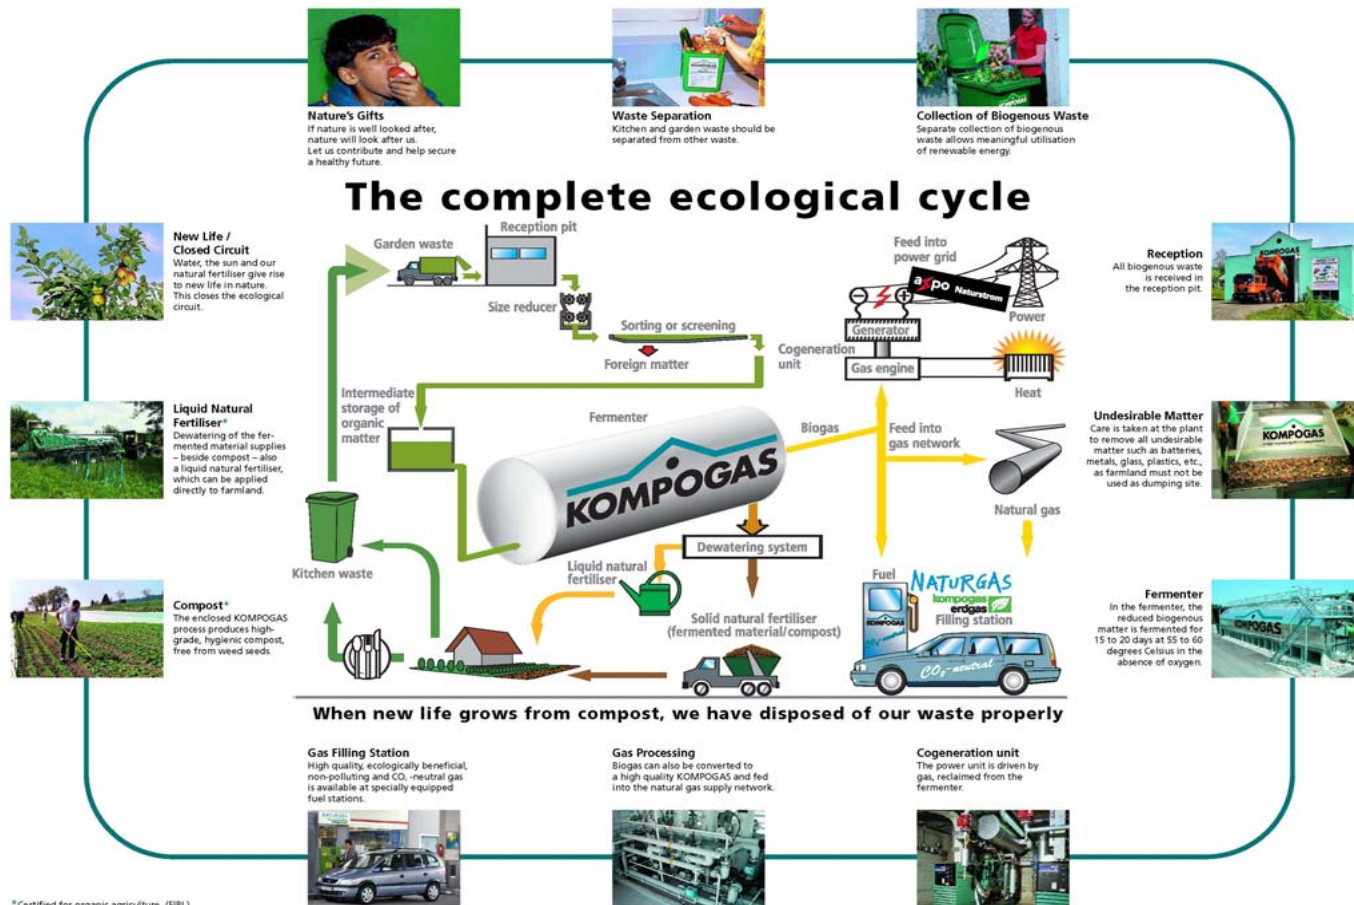 Nature's Gifts
If nature is well looked after,
nature will look after us.
Let us contribute and help secure
a healthy future.
Waste Separation
Kitchen and garden waste should be
separated from other waste.
Collection of Biogenous Waste
Separate collection of biogenous
waste allows meaningful utilisation
of renewable energy.
KOMPOGAS
KOMPOGAS
The complete ecological cycle
New Life /
Closed Circuit
Water, the sun and our
natural fertiliser give rise
to new life in nature.
This closes the ecological
circuit.
Liquid Natural
Fertiliser*
Dewatering of the fer-
mented material supplies
– beside compost – also
a liquid natural fertiliser,
which can be applied
directly to farmland.
Compost*
The enclosed KOMPOGAS
process produces high-
grade, hygienic compost,
free from weed seeds.
Garden waste
Reception pit
Size reducer
Sorting or screening
Foreign matter
Intermediate
storage of
organic
matter
Fermenter
KOMPOGAS
Biogas
Cogeneration
unit
Feed into
power grid
axpo Naturstrom
Power
Generator
Gas engine
Heat
Feed into
gas network
Natural gas
Dewatering system
Liquid natural
fertiliser
Solid natural fertiliser
(fermented material/compost)
Kitchen waste
Fuel
NATURGAS
kompogas
erdgas
Filling station
CO₂-neutral
Reception
All biogenous waste
is received in
the reception pit.
KOMPOGAS
Undesirable Matter
Care is taken at the plant
to remove all undesirable
matter such as batteries,
metals, glass, plastics, etc.,
as farmland must not be
used as dumping site.
KOMPOGAS
Fermenter
In the fermenter, the
reduced biogenous
matter is fermented for
15 to 20 days at 55 to 60
degrees Celsius in the
absence of oxygen.
KOMPOGAS
When new life grows from compost, we have disposed of our waste properly
Gas Filling Station
High quality, ecologically beneficial,
non-polluting and CO₂ -neutral gas
is available at specially equipped
fuel stations.
Gas Processing
Biogas can also be converted to
a high quality KOMPOGAS and fed
into the natural gas supply network.
Cogeneration unit
The power unit is driven by
gas, reclaimed from the
fermenter.
*Certified for organic agriculture (FiBL)